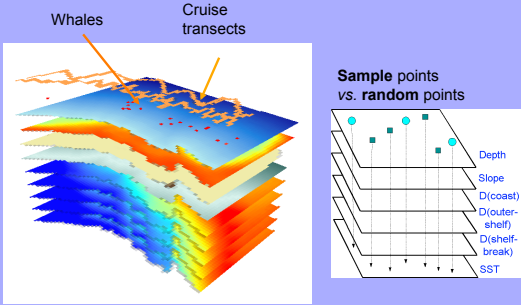 Whales
Cruise
transects
Sample points
vs. random points
Depth
Slope
D(coast)
D(outer-
shelf)
D(shelf-
break)
SST